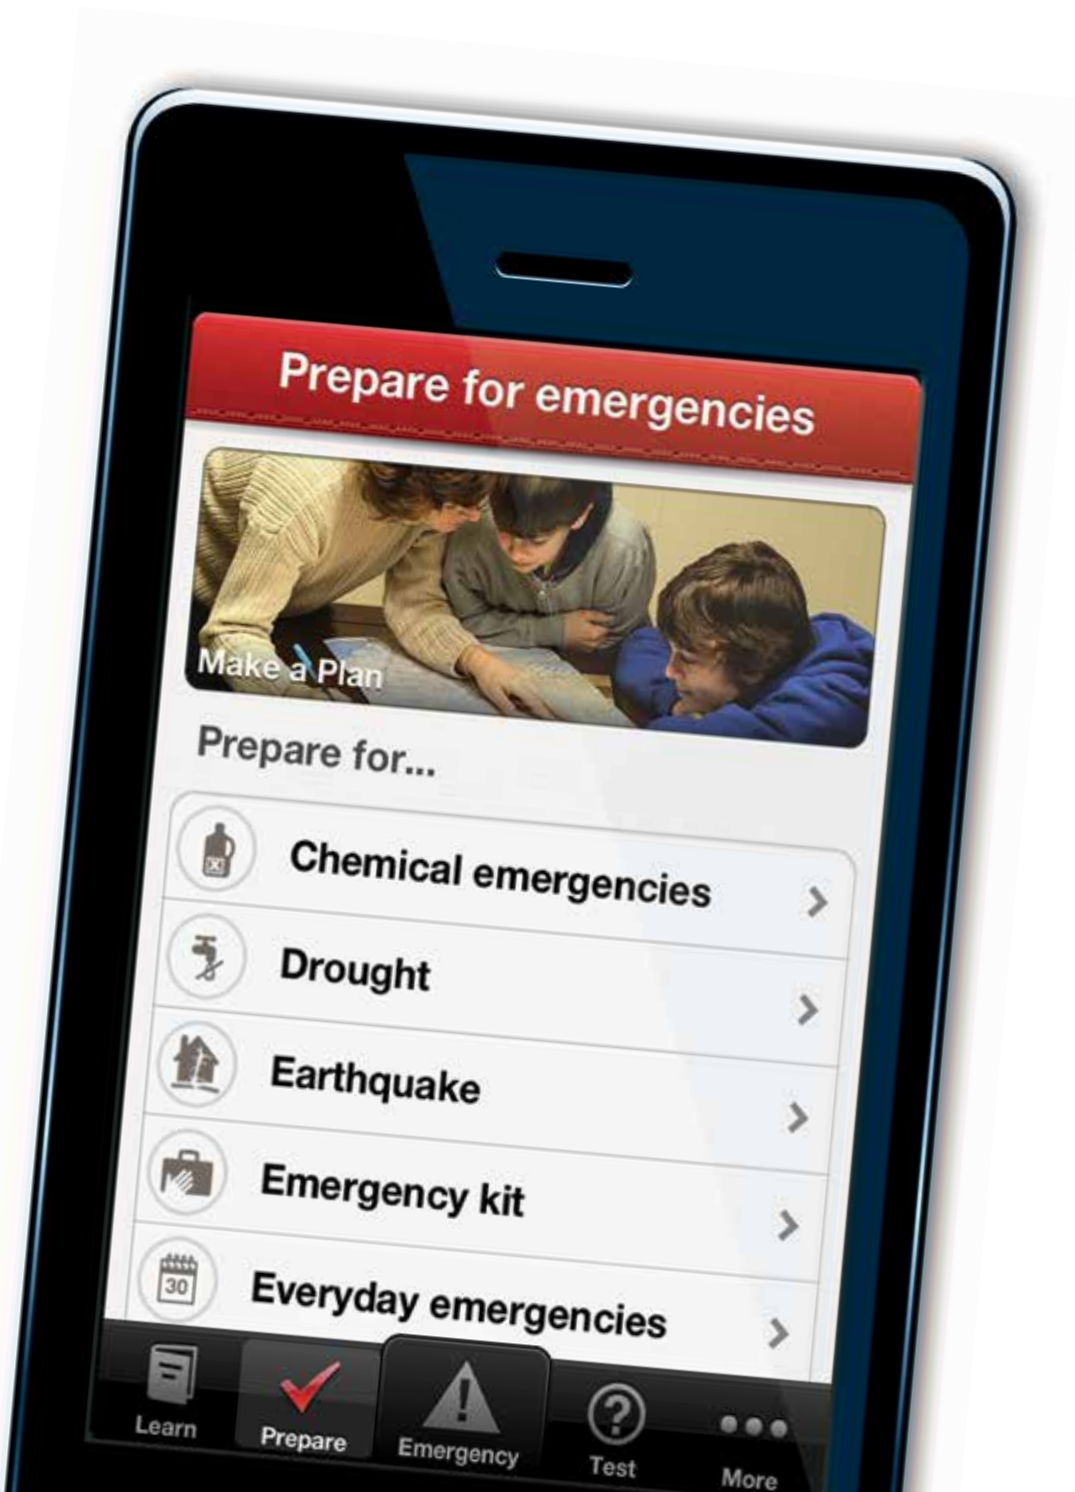 Prepare for emergencies
Make a Plan
Prepare for...
Chemical emergencies
Drought
Earthquake
Emergency kit
30
Everyday emergencies
Learn
Prepare
Emergency
Test
More